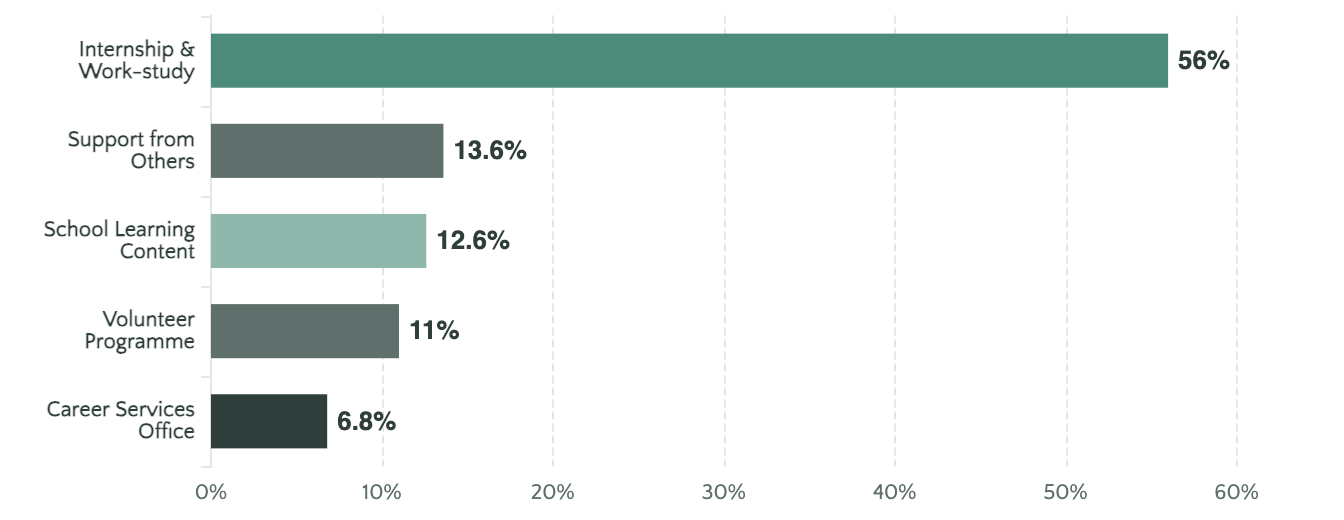 Internship &
Work-study
56%
Support from
Others
13.6%
School Learning
Content
12.6%
Volunteer
Programme
11%
Career Services
Office
6.8%
0% 10% 20% 30% 40% 50% 60%